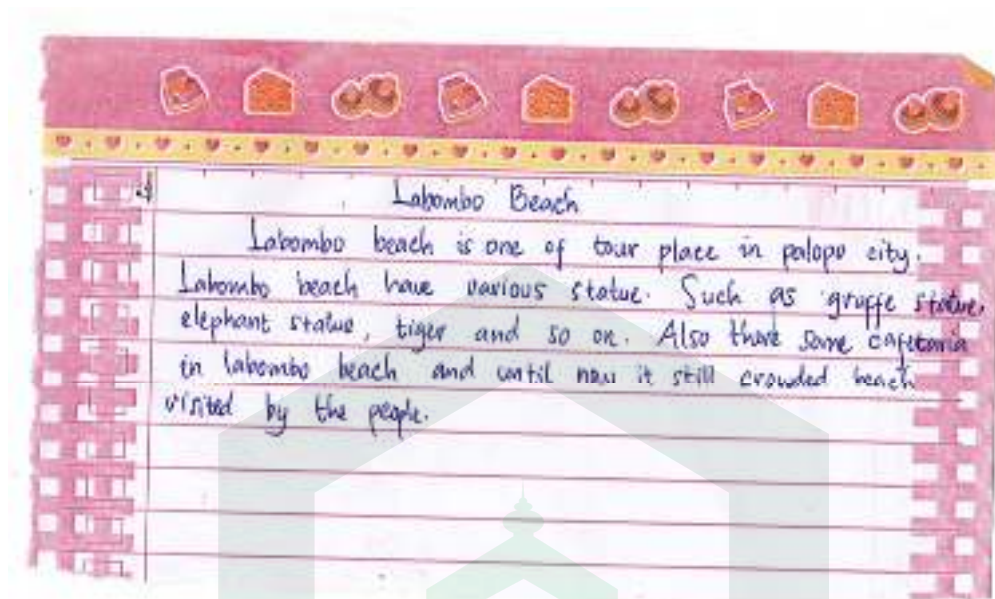 Labombo Beach
Labombo beach is one of tour place in palopo city.
Labombo beach have various statue. Such as gruffe statue,
elephant statue, tiger and so on. Also there some cafetaria
in labombo beach and until now it still crowded beach
visited by the people.